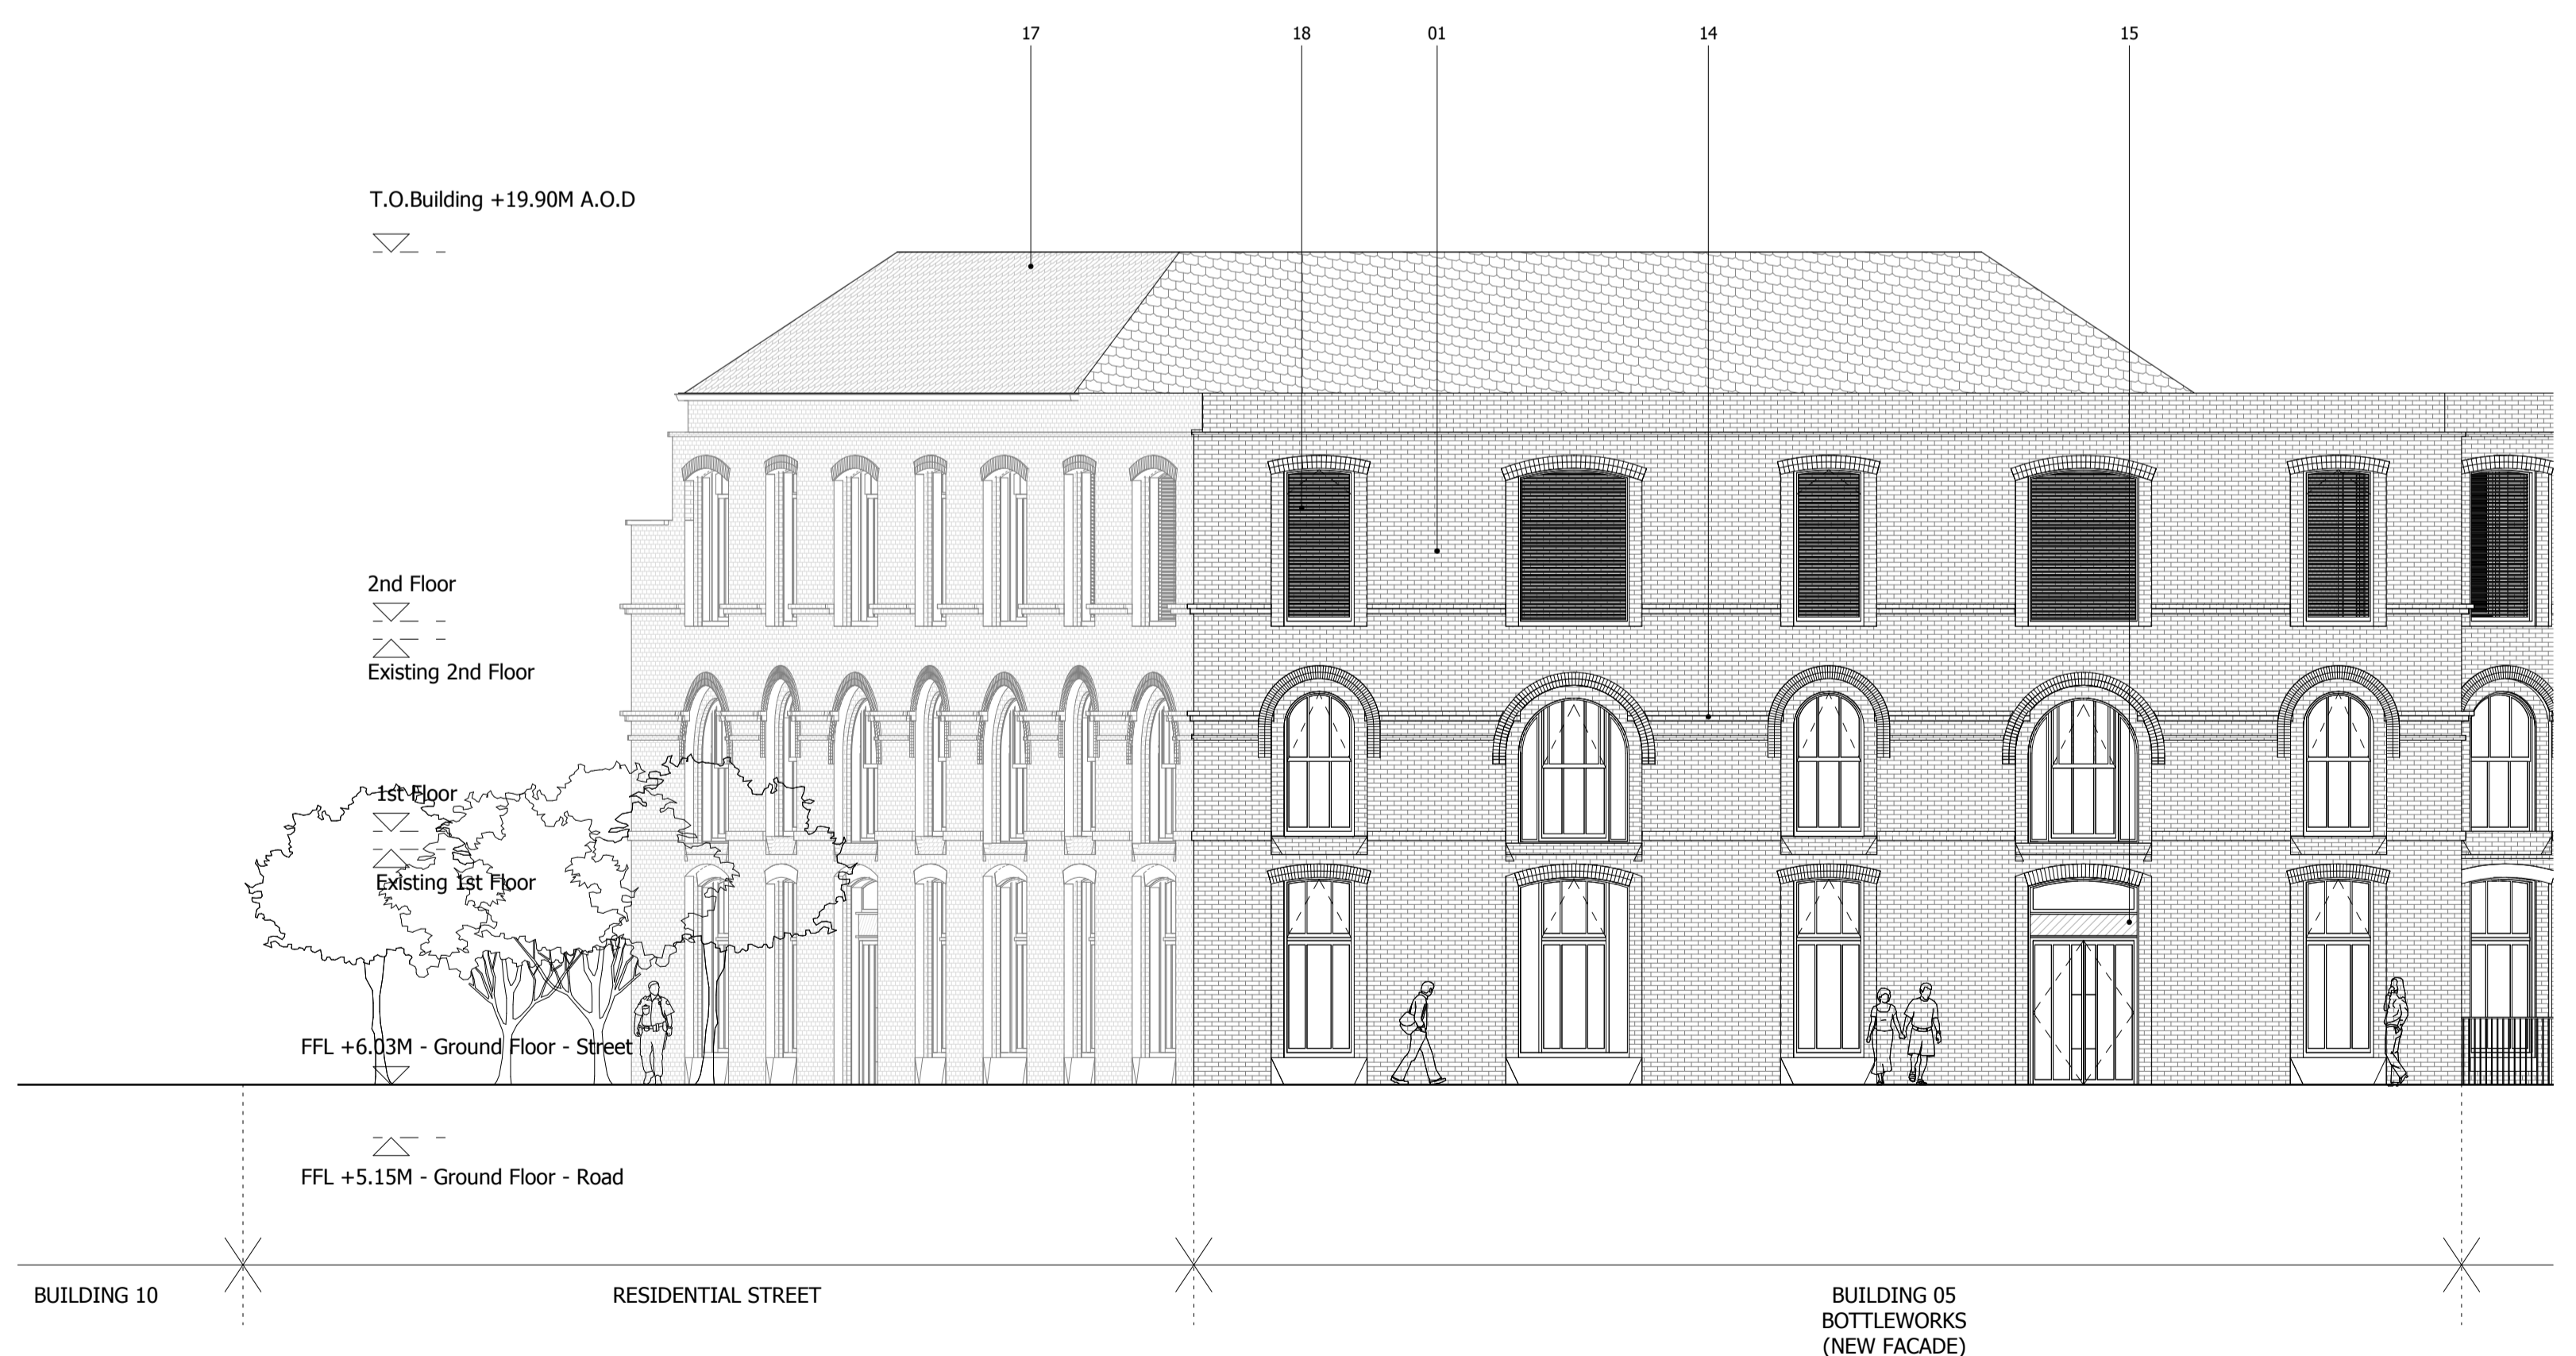 17
18
01
14
15
T.O.Building +19.90M A.O.D
2nd Floor
Existing 2nd Floor
1st Floor
Existing 1st Floor
FFL +6.03M - Ground Floor - Street
FFL +5.15M - Ground Floor - Road
BUILDING 10
RESIDENTIAL STREET
BUILDING 05
BOTTLEWORKS
(NEW FACADE)